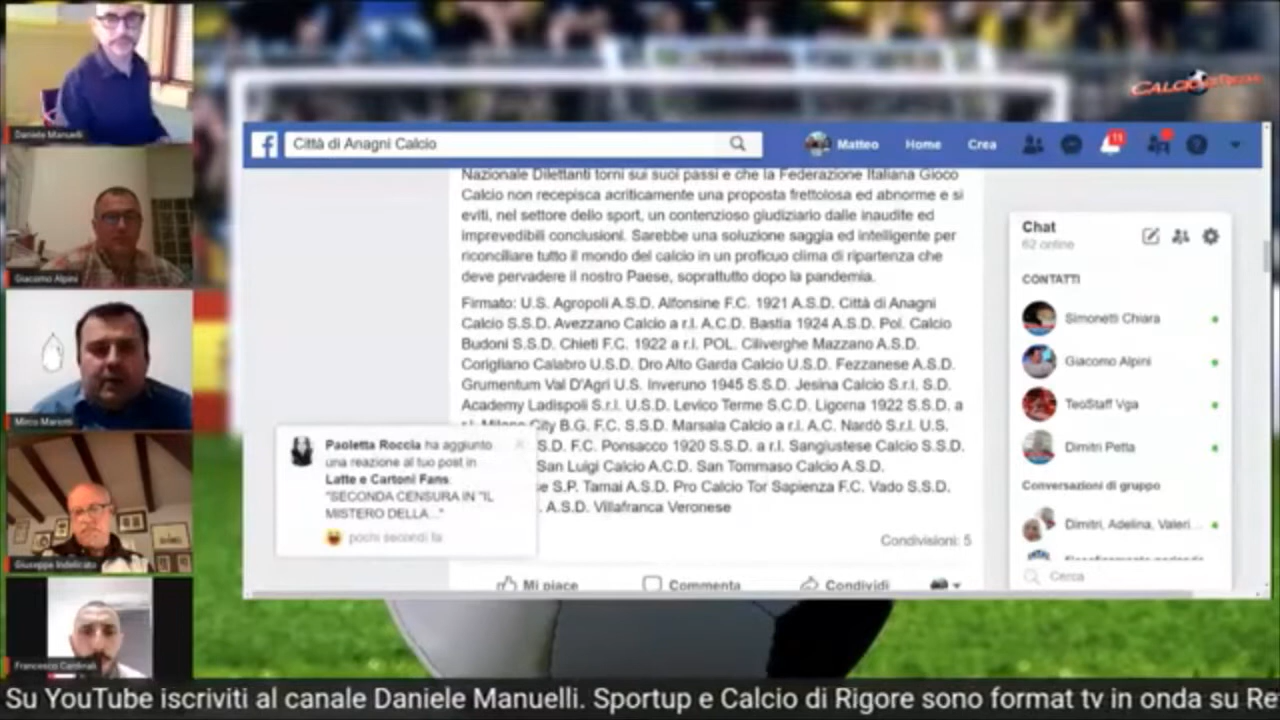 Daniele Manuelli
Giacomo Alpini
Mirco Mariotti
Giuseppe Indelicato
Francesco Cardinali
Città di Anagni Calcio
Matteo
Home
Crea
11
Nazionale Dilettanti torni sui suoi passi e che la Federazione Italiana Gioco
Calcio non recepisca acriticamente una proposta frettolosa ed abnorme e si
eviti, nel settore dello sport, un contenzioso giudiziario dalle inaudite ed
imprevedibili conclusioni. Sarebbe una soluzione saggia ed intelligente per
riconciliare tutto il mondo del calcio in un proficuo clima di ripartenza che
deve pervadere il nostro Paese, soprattutto dopo la pandemia.
Firmato: U.S. Agropoli A.S.D. Alfonsine F.C. 1921 A.S.D. Città di Anagni
Calcio S.S.D. Avezzano Calcio a r.l. A.C.D. Bastia 1924 A.S.D. Pol. Calcio
Budoni S.S.D. Chieti F.C. 1922 a r.l. POL. Ciliverghe Mazzano A.S.D.
Corigliano Calabro U.S.D. Dro Alto Garda Calcio U.S.D. Fezzanese A.S.D.
Grumentum Val D'Agri U.S. Inveruno 1945 S.S.D. Jesina Calcio S.r.l. S.D.
Academy Ladispoli S.r.l. U.S.D. Levico Terme S.C.D. Ligorna 1922 S.S.D. a
r.l. Milano City B.G. F.C. S.S.D. Marsala Calcio a r.l. A.C. Nardò S.r.l. U.S.
S.D. F.C. Ponsacco 1920 S.S.D. a r.l. Sangiustese Calcio S.S.D.
San Luigi Calcio A.C.D. San Tommaso Calcio A.S.D.
se S.P. Tamai A.S.D. Pro Calcio Tor Sapienza F.C. Vado S.S.D.
. A.S.D. Villafranca Veronese
Condivisioni: 5
Mi piace
Commenta
Condividi
Paoletta Roccia ha aggiunto
una reazione al tuo post in
Latte e Cartoni Fans:
"SECONDA CENSURA IN "IL
MISTERO DELLA..."
pochi secondi fa
Chat
62 online
CONTATTI
Simonetti Chiara
Giacomo Alpini
TeoStaff Vga
Dimitri Petta
Conversazioni di gruppo
Dimitri, Adelina, Valeri...
Cerca
Su YouTube iscriviti al canale Daniele Manuelli. Sportup e Calcio di Rigore sono format tv in onda su Re